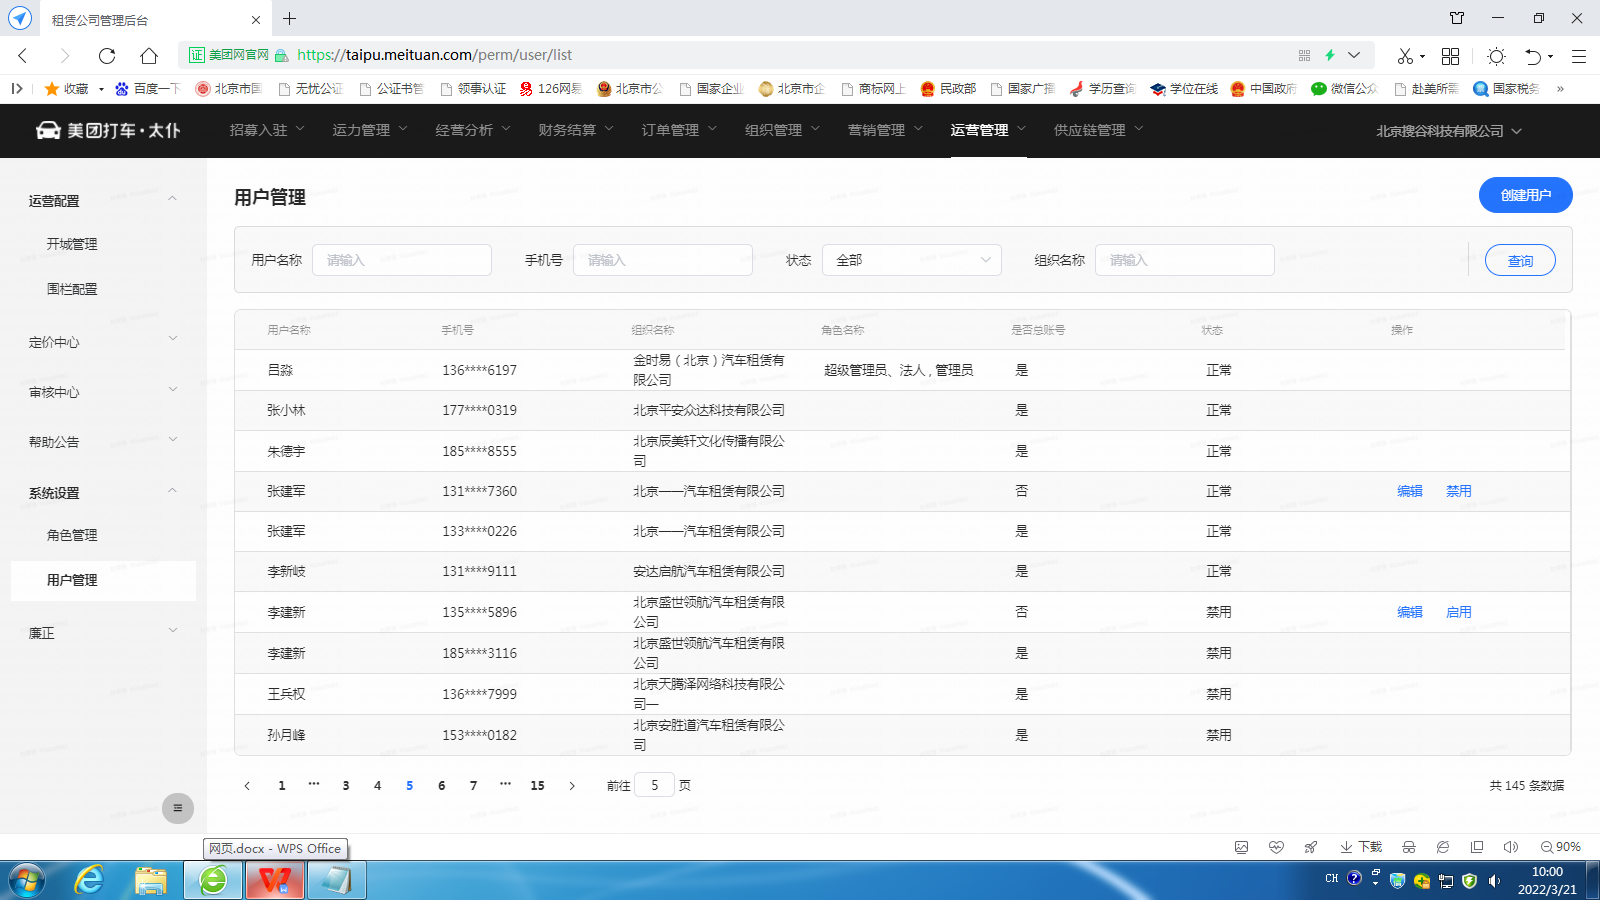 租赁公司管理后台
证 美团网官网 https://taipu.meituan.com/perm/user/list
收藏 百度一下 北京市国 无忧公证 公证书管 领事认证 126网易 北京市公 国家企业 北京市企 商标网上 民政部 国家广播 学历查询 学位在线 中国政府 微信公众 赴美所需 国家税务 »
美团打车·太仆 招募入驻 运力管理 经营分析 财务结算 订单管理 组织管理 营销管理 运营管理 供应链管理 北京搜谷科技有限公司
运营配置
开城管理
围栏配置
定价中心
审核中心
帮助公告
系统设置
角色管理
用户管理
廉正
用户管理 创建用户
用户名称 请输入 手机号 请输入 状态 全部 组织名称 请输入 查询
用户名称 手机号 组织名称 角色名称 是否总账号 状态 操作
吕淼 136****6197 金时易（北京）汽车租赁有
限公司 超级管理员、法人 , 管理员 是 正常
张小林 177****0319 北京平安众达科技有限公司 是 正常
朱德宇 185****8555 北京辰美轩文化传播有限公
司 是 正常
张建军 131****7360 北京一一汽车租赁有限公司 否 正常 编辑 禁用
张建军 133****0226 北京一一汽车租赁有限公司 是 正常
李新岐 131****9111 安达启航汽车租赁有限公司 是 正常
李建新 135****5896 北京盛世领航汽车租赁有限
公司 否 禁用 编辑 启用
李建新 185****3116 北京盛世领航汽车租赁有限
公司 是 禁用
王兵权 136****7999 北京天腾泽网络科技有限公
司一 是 禁用
孙月峰 153****0182 北京安胜道汽车租赁有限公
司 是 禁用
1 ··· 3 4 5 6 7 ··· 15 前往 5 页 共 145 条数据
网页.docx - WPS Office
下载 90%
CH 10:00
2022/3/21